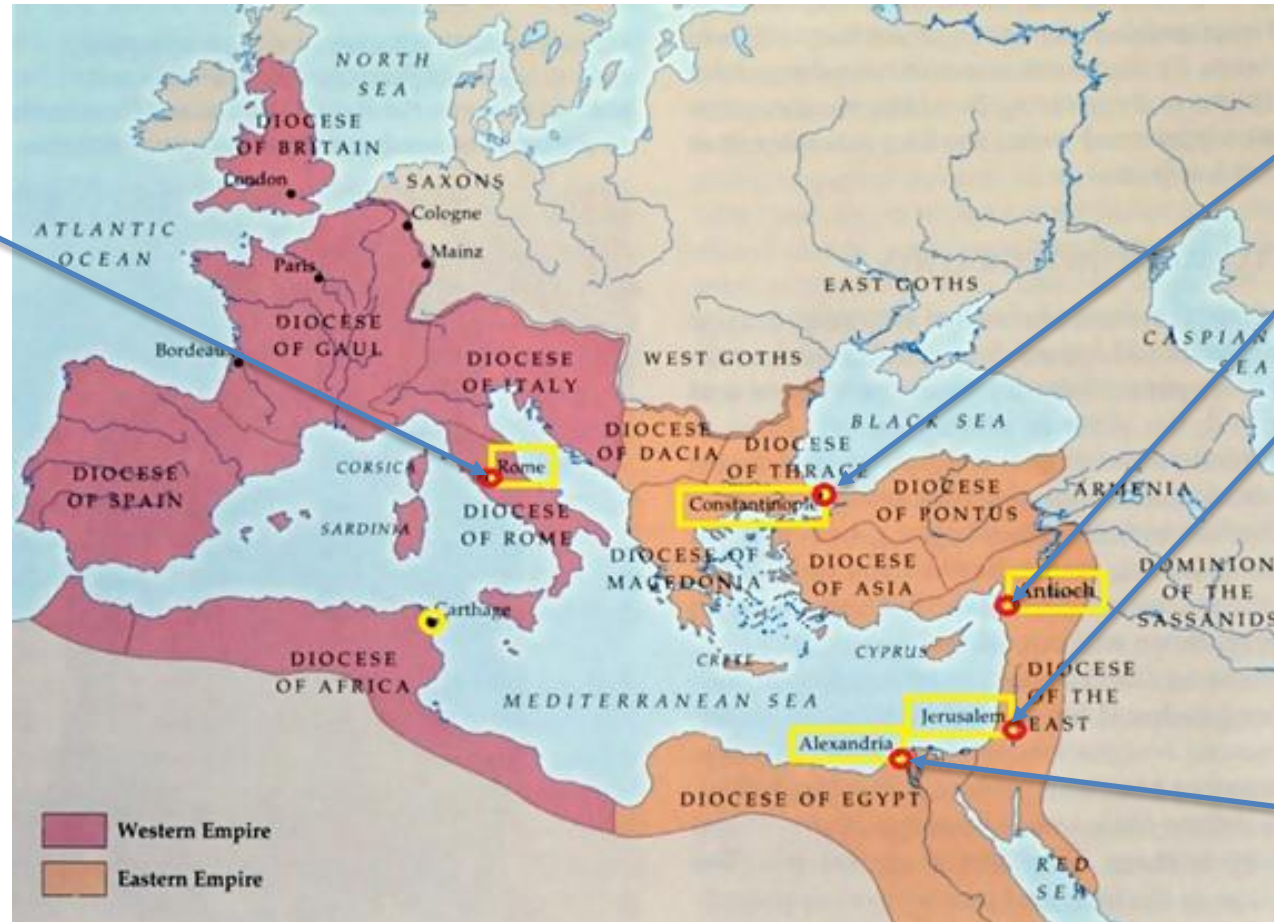 NORTH
SEA
DIOCESE
OF BRITAIN
London
SAXONS
Cologne
ATLANTIC
OCEAN
Mainz
Paris
EAST GOTHS
DIOCESE
OF GAUL
CASPIAN
SEA
Bordeaux
DIOCESE
OF ITALY
WEST GOTHS
BLACK SEA
DIOCESE
OF DACIA
DIOCESE
OF THRACE
CORSICA
Rome
DIOCESE
OF SPAIN
DIOCESE
OF PONTUS
ARMENIA
Constantinople
SARDINIA
DIOCESE
OF ROME
DIOCESE OF
MACEDONIA
DIOCESE
OF ASIA
DOMINION
OF THE
SASSANIDS
Antioch
Carthage
CRETE
CYPRUS
DIOCESE
OF AFRICA
DIOCESE
OF THE
EAST
MEDITERRANEAN SEA
Jerusalem
Alexandria
DIOCESE OF EGYPT
Western Empire
Eastern Empire
RED
SEA